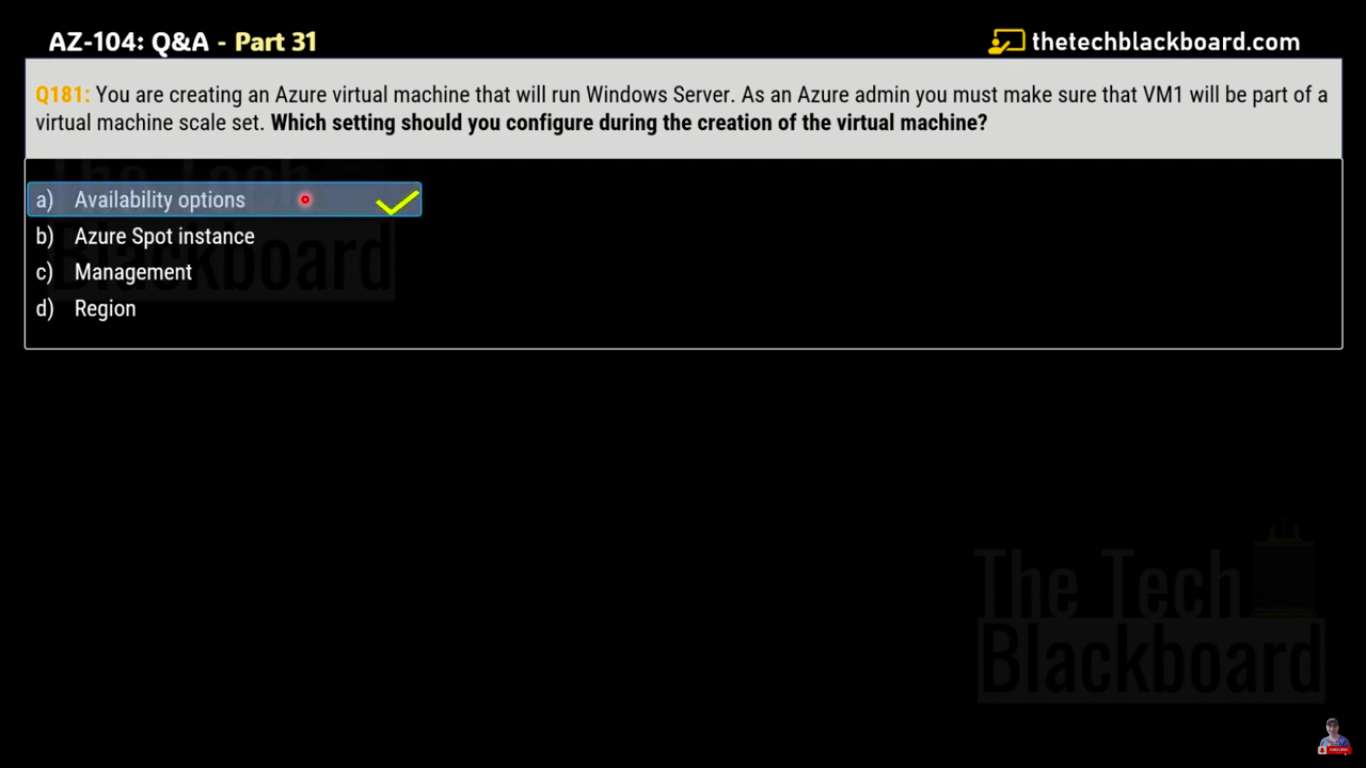 AZ-104: Q&A - Part 31
thetechblackboard.com
Q181: You are creating an Azure virtual machine that will run Windows Server. As an Azure admin you must make sure that VM1 will be part of a
virtual machine scale set. Which setting should you configure during the creation of the virtual machine?
a) Availability options
b) Azure Spot instance
c) Management
d) Region
The Tech
Blackboard
The Tech
Blackboard